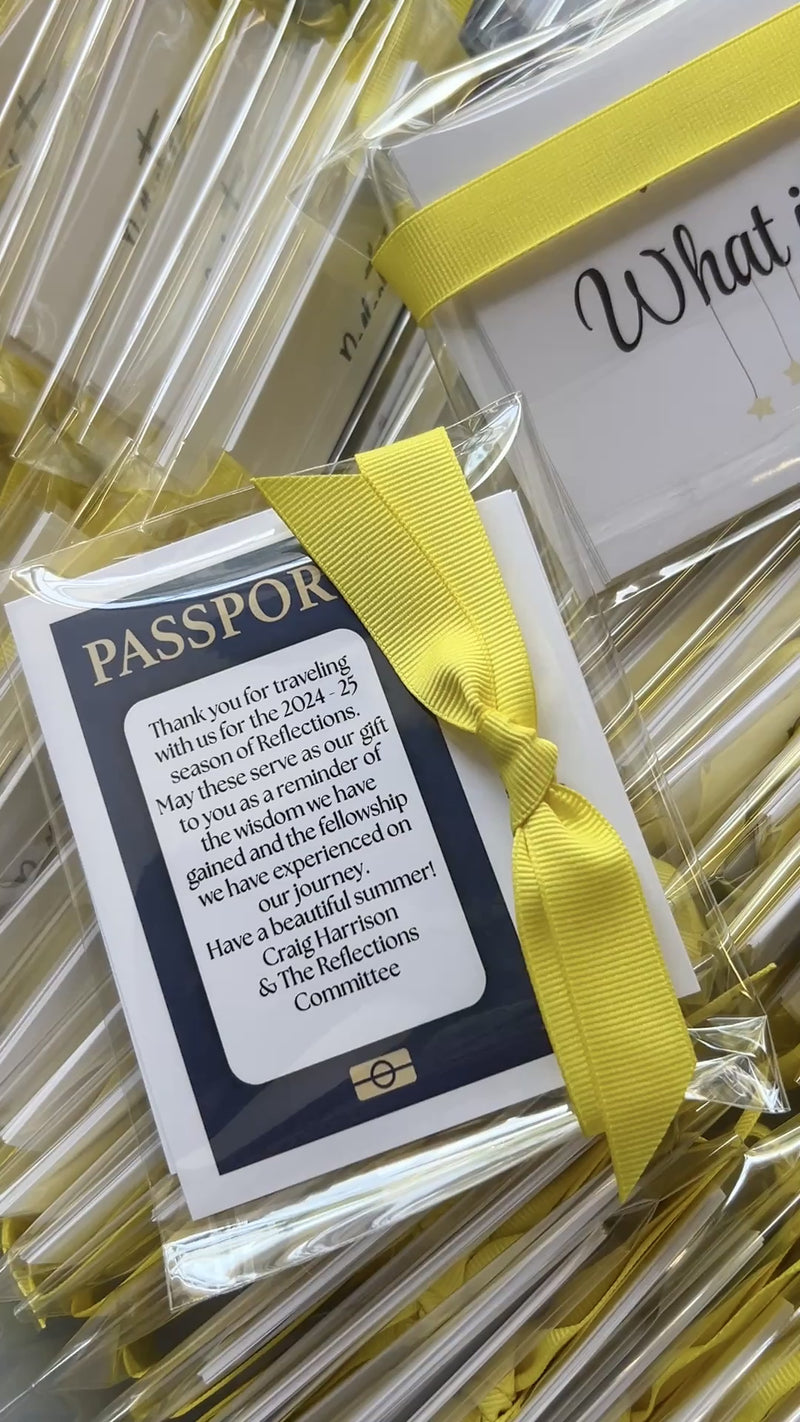 What
PASSPOR
Thank you for traveling
with us for the 2024 - 25
season of Reflections.
May these serve as our gift
to you as a reminder of
the wisdom we have
gained and the fellowship
we have experienced on
our journey.
Have a beautiful summer!
Craig Harrison
& The Reflections
Committee